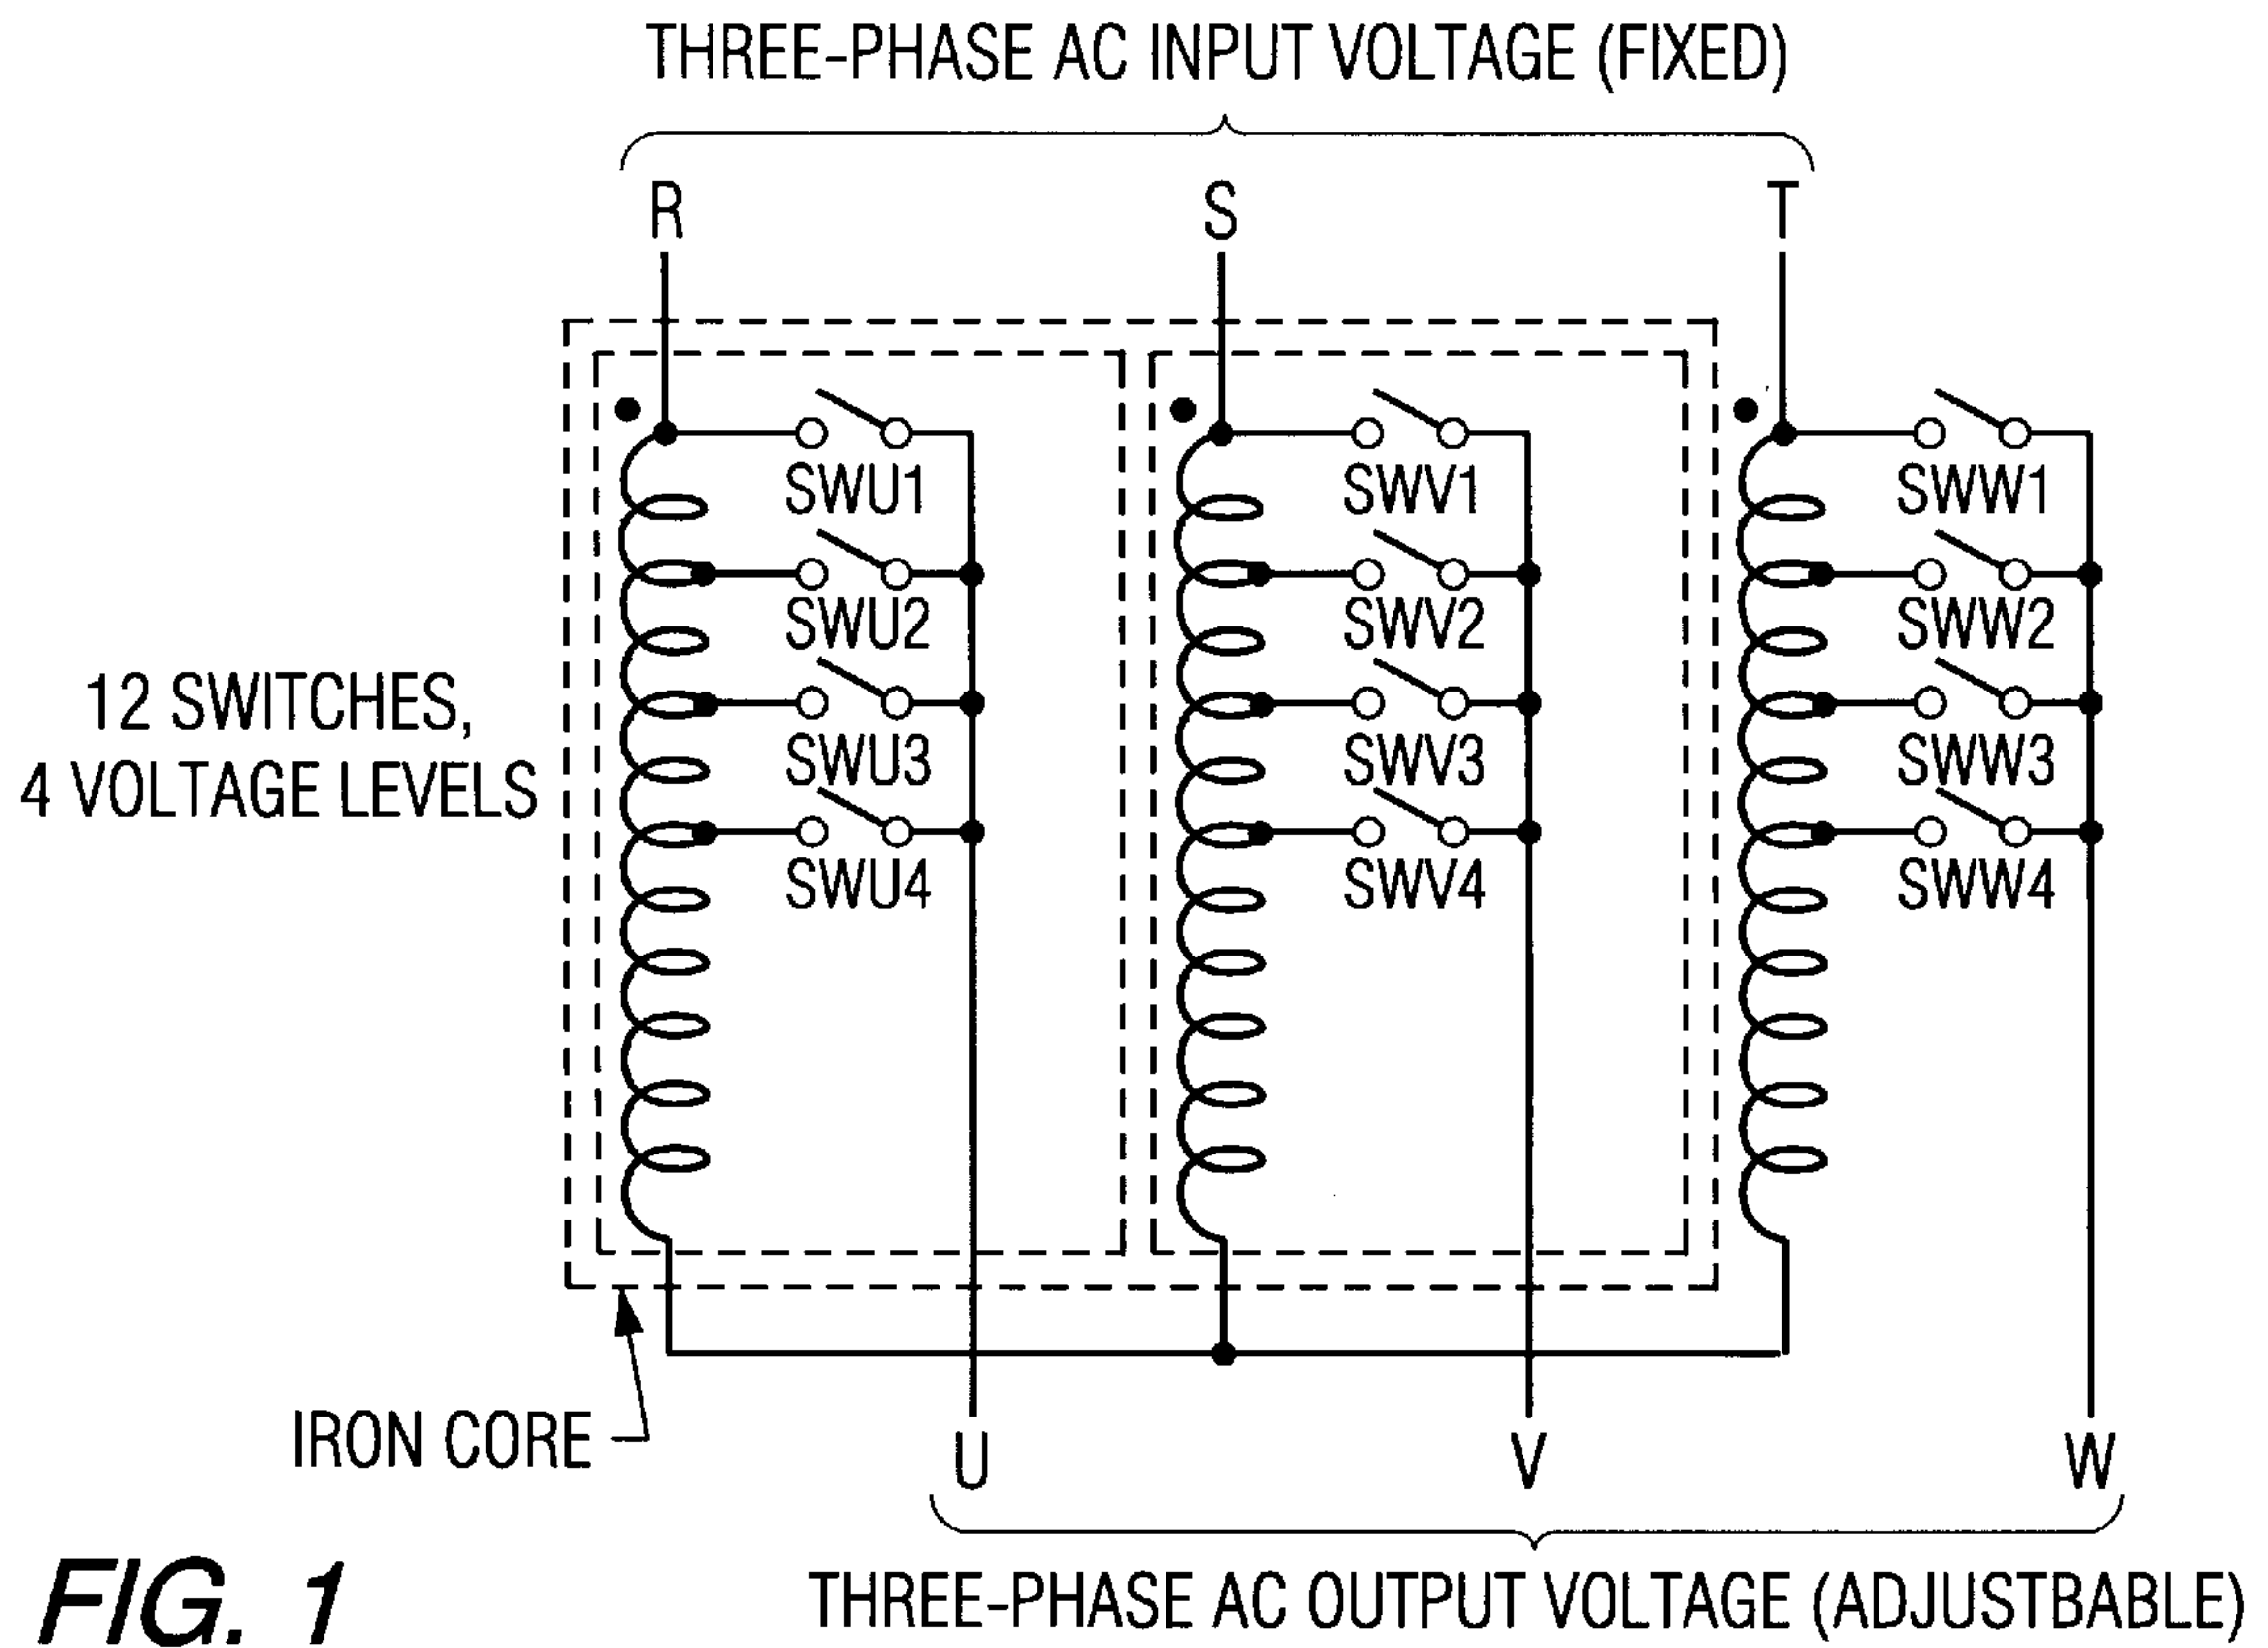 THREE-PHASE AC INPUT VOLTAGE (FIXED)
R S T
SWU1 SWV1 SWW1
SWU2 SWV2 SWW2
12 SWITCHES,
4 VOLTAGE LEVELS
SWU3 SWV3 SWW3
SWU4 SWV4 SWW4
IRON CORE
U V W
THREE-PHASE AC OUTPUT VOLTAGE (ADJUSTBABLE)
FIG. 1